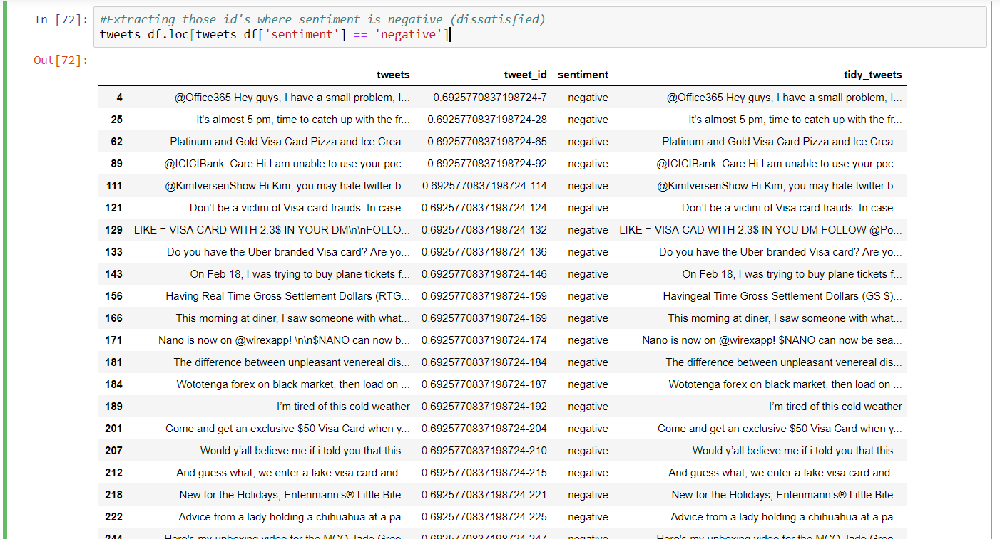 In [72]: #Extracting those id's where sentiment is negative (dissatisfied)
tweets_df.loc[tweets_df['sentiment'] == 'negative']
Out[72]:
tweets tweet_id sentiment tidy_tweets
4 @Office365 Hey guys, I have a small problem, I... 0.6925770837198724-7 negative @Office365 Hey guys, I have a small problem, I...
25 It's almost 5 pm, time to catch up with the fr... 0.6925770837198724-28 negative It's almost 5 pm, time to catch up with the fr...
62 Platinum and Gold Visa Card Pizza and Ice Crea... 0.6925770837198724-65 negative Platinum and Gold Visa Card Pizza and Ice Crea...
89 @ICICIBank_Care Hi I am unable to use your poc... 0.6925770837198724-92 negative @ICICIBank_Care Hi I am unable to use your poc...
111 @KimIversenShow Hi Kim, you may hate twitter b... 0.6925770837198724-114 negative @KimIversenShow Hi Kim, you may hate twitter b...
121 Don’t be a victim of Visa card frauds. In case... 0.6925770837198724-124 negative Don’t be a victim of Visa card frauds. In case...
129 LIKE = VISA CARD WITH 2.3$ IN YOUR DM\n\nFOLLO... 0.6925770837198724-132 negative LIKE = VISA CAD WITH 2.3$ IN YOU DM FOLLOW @Po...
133 Do you have the Uber-branded Visa card? Are yo... 0.6925770837198724-136 negative Do you have the Uber-branded Visa card? Are yo...
143 On Feb 18, I was trying to buy plane tickets f... 0.6925770837198724-146 negative On Feb 18, I was trying to buy plane tickets f...
156 Having Real Time Gross Settlement Dollars (RTG... 0.6925770837198724-159 negative Havingeal Time Gross Settlement Dollars (GS $)...
166 This morning at diner, I saw someone with what... 0.6925770837198724-169 negative This morning at diner, I saw someone with what...
171 Nano is now on @wirexapp! \n\n$NANO can now b... 0.6925770837198724-174 negative Nano is now on @wirexapp! $NANO can now be sea...
181 The difference between unpleasant venereal dis... 0.6925770837198724-184 negative The difference between unpleasant venereal dis...
184 Wototenga forex on black market, then load on ... 0.6925770837198724-187 negative Wototenga forex on black market, then load on ...
189 I’m tired of this cold weather 0.6925770837198724-192 negative I’m tired of this cold weather
201 Come and get an exclusive $50 Visa Card when y... 0.6925770837198724-204 negative Come and get an exclusive $50 Visa Card when y...
207 Would y’all believe me if i told you that this... 0.6925770837198724-210 negative Would y’all believe me if i told you that this...
212 And guess what, we enter a fake visa card and ... 0.6925770837198724-215 negative And guess what, we enter a fake visa card and ...
218 New for the Holidays, Entenmann’s® Little Bite... 0.6925770837198724-221 negative New for the Holidays, Entenmann’s® Little Bite...
222 Advice from a lady holding a chihuahua at a pa... 0.6925770837198724-225 negative Advice from a lady holding a chihuahua at a pa...
244 Here's my unboxing video for the MCO Jade Gree... 0.6925770837198724-247 negative Here's my unboxing video for the MCO Jade Gree...